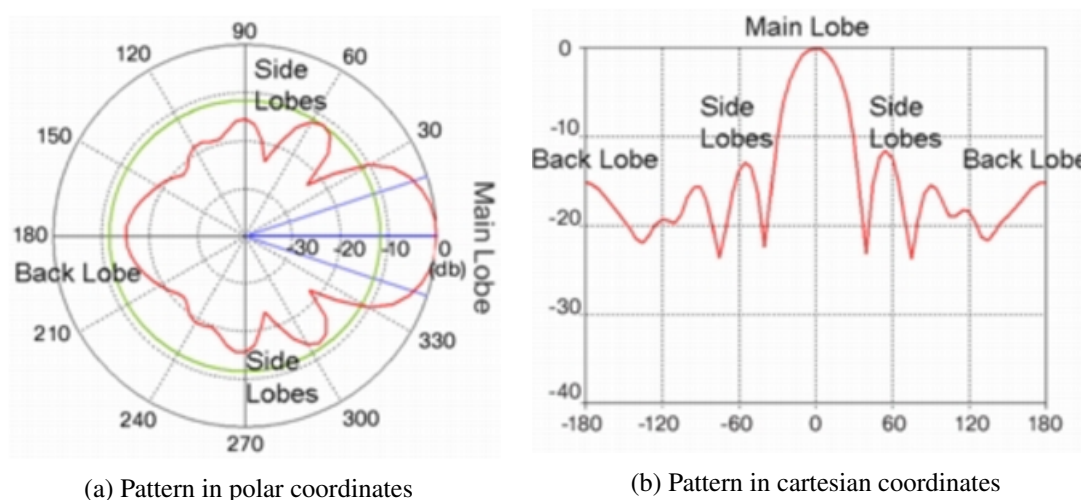 90
120
60
Side
Lobes
150
30
180
-30
-20
-10
0
(db)
Main Lobe
Back Lobe
210
330
Side
Lobes
240
300
270
(a) Pattern in polar coordinates
Main Lobe
0
Side
Lobes
Side
Lobes
-10
Back Lobe
Back Lobe
-20
-30
-40
-180
-120
-60
0
60
120
180
(b) Pattern in cartesian coordinates